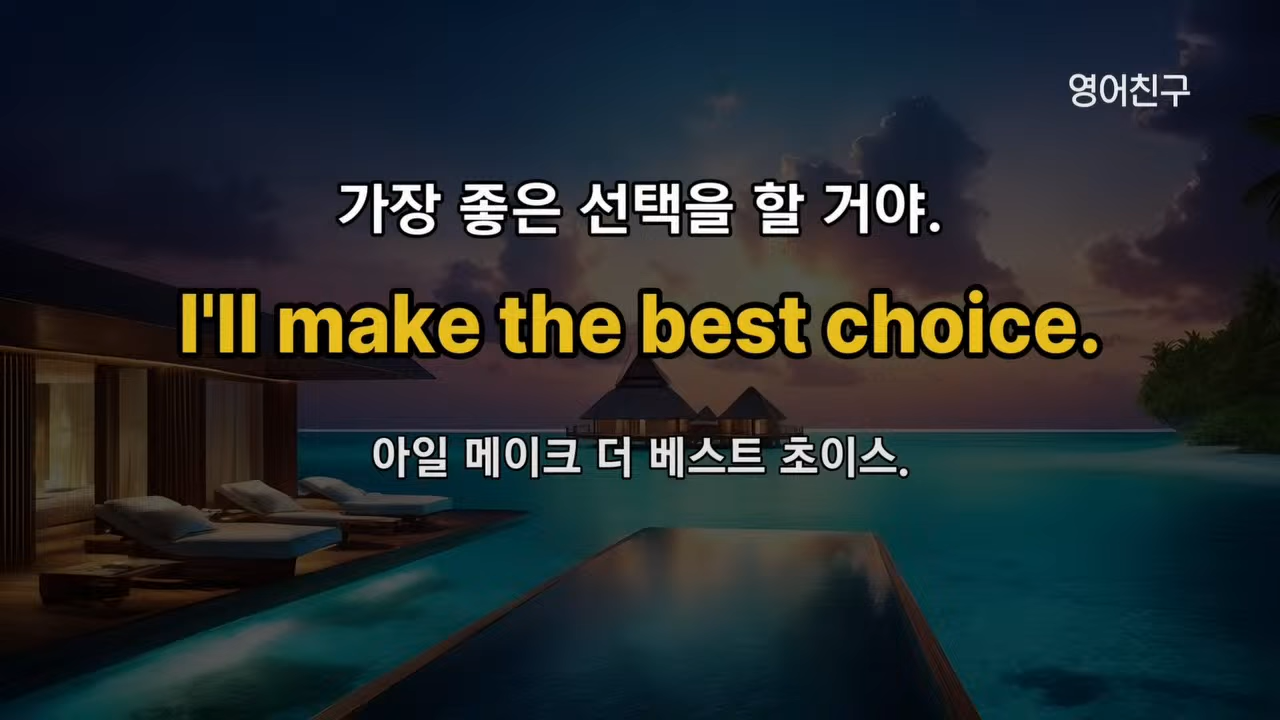 영어친구
가장 좋은 선택을 할 거야.
I'll make the best choice.
아일 메이크 더 베스트 초이스.